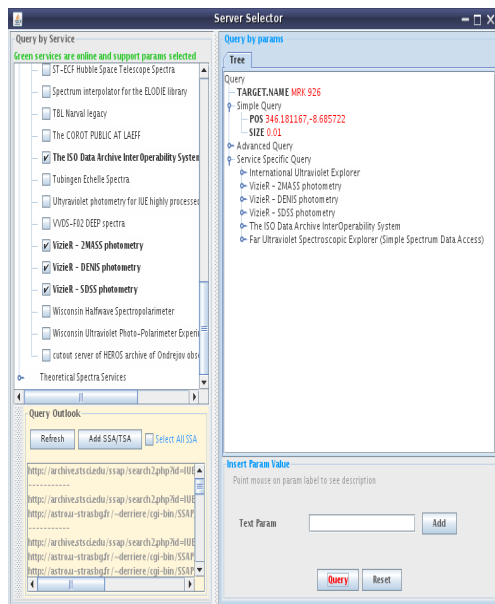 Server Selector
Query by Service
Green services are online and support params selected
ST-ECF Hubble Space Telescope Spectra
Spectrum interpolator for the ELODIE library
TBL Narval legacy
The COROT PUBLIC AT LAEFF
The ISO Data Archive InterOperability System
Tubingen Echelle Spectra
Ultraviolet photometry for IUE highly processed
VVDS-F02 DEEP spectra
VizieR - 2MASS photometry
VizieR - DENIS photometry
VizieR - SDSS photometry
Wisconsin Halfwave Spectropolarimeter
Wisconsin Ultraviolet Photo-Polarimeter Experi
cutout server of HEROS archive of Ondrejov obs
Theoretical Spectra Services
Query Outlook
Refresh
Add SSA/TSA
Select All SSA
http://archive.stsci.edu/ssap/search2.php?id=IUE
-----------
http://archive.stsci.edu/ssap/search2.php?id=IUE
-----------
http://astro.u-strasbg.fr/~derriere/cgi-bin/SSAP
http://astro.u-strasbg.fr/~derriere/cgi-bin/SSAP
http://astro.u-strasbg.fr/~derriere/cgi-bin/SSAP
Query by params
Tree
Query
TARGET.NAME MRK 926
Simple Query
POS 346.181167,-8.685722
SIZE 0.01
Advanced Query
Service Specific Query
International Ultraviolet Explorer
VizieR - 2MASS photometry
VizieR - DENIS photometry
VizieR - SDSS photometry
The ISO Data Archive InterOperability System
Far Ultraviolet Spectroscopic Explorer (Simple Spectrum Data Access)
Insert Param Value
Point mouse on param label to see description
Text Param
Add
Query
Reset